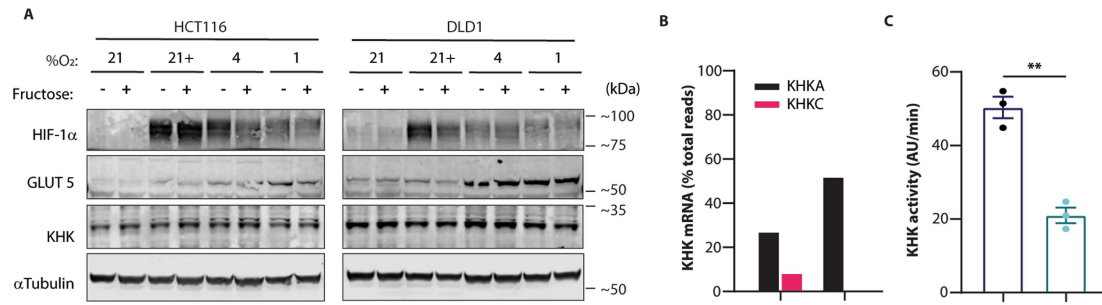 A
HCT116
DLD1
%O₂:
21
21+
4
1
21
21+
4
1
Fructose:
- + - + - + - +
- + - + - + - +
(kDa)
HIF-1α
~100
~75
GLUT 5
~50
KHK
~35
αTubulin
~50
B
KHK mRNA (% total reads)
100
80
60
40
20
0
KHKA
KHKC
C
KHK activity (AU/min)
60
40
20
0
**